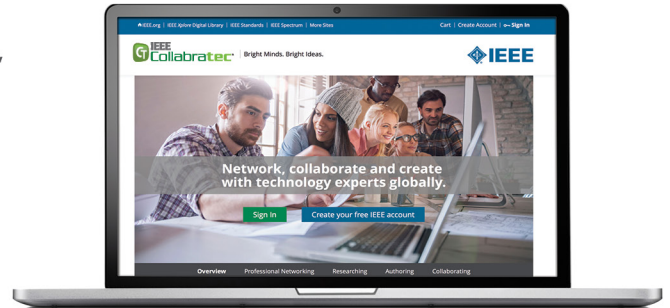 IEEE.org | IEEE Xplore Digital Library | IEEE Standards | IEEE Spectrum | More Sites
Cart | Create Account | Sign In
IEEE
Collabratec
Bright Minds. Bright Ideas.
IEEE
Network, collaborate and create
with technology experts globally.
Sign In
Create your free IEEE account
Overview
Professional Networking
Researching
Authoring
Collaborating